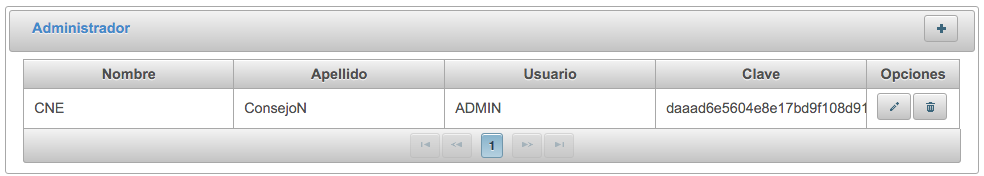 Administrador
Nombre Apellido Usuario Clave Opciones
CNE ConsejoN ADMIN daaad6e5604e8e17bd9f108d91
1